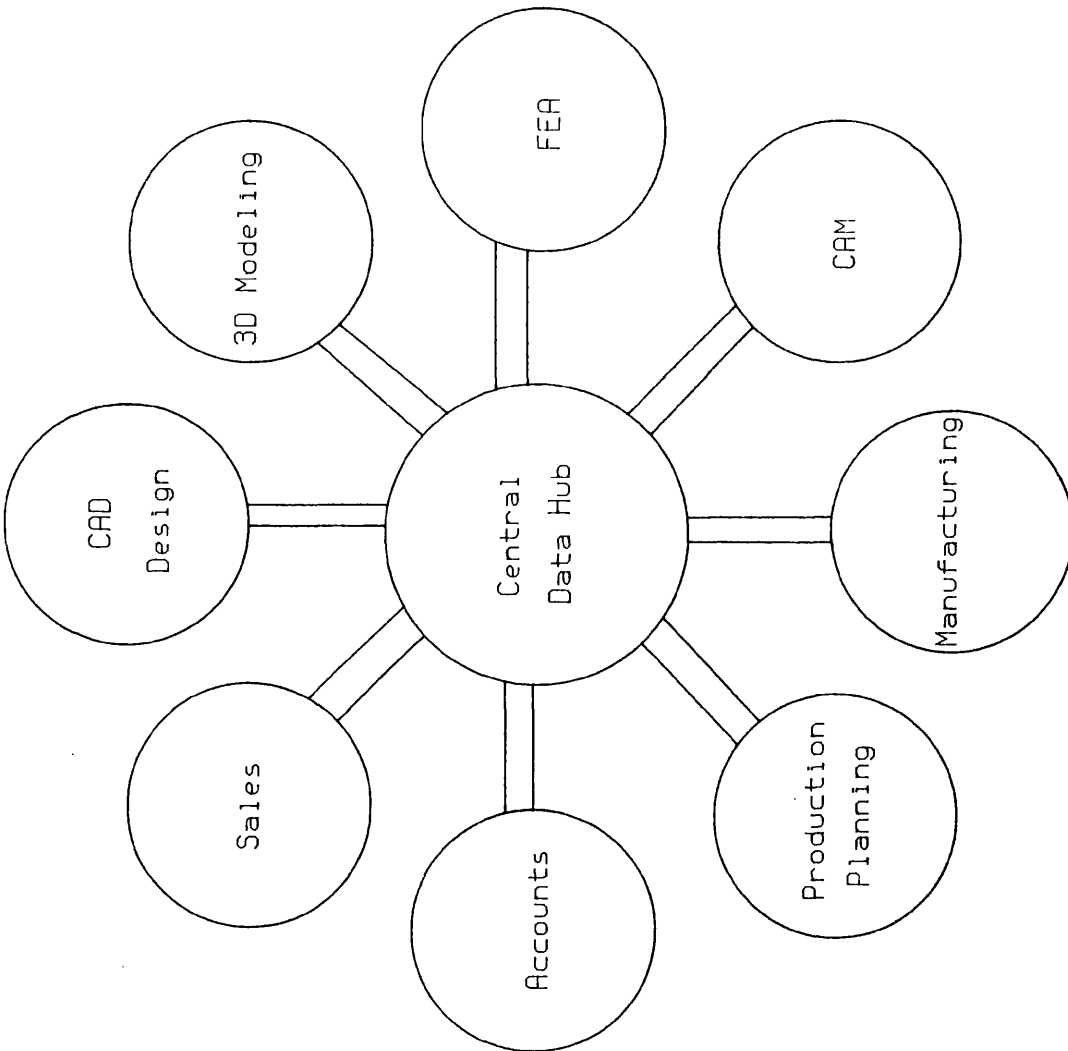 CAD
Design
Sales
3D Modeling
Accounts
Central
Data Hub
FEA
Production
Planning
CAM
Manufacturing